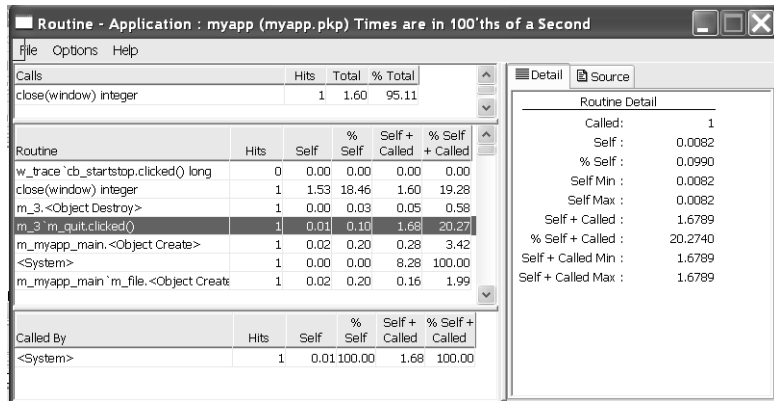 Routine - Application : myapp (myapp.pkp) Times are in 100'ths of a Second
File Options Help
Calls Hits Total % Total
close(window) integer 1 1.60 95.11
Routine Hits Self % Self Self + Called % Self + Called
w_trace`cb_startstop.clicked() long 0 0.00 0.00 0.00 0.00
close(window) integer 1 1.53 18.46 1.60 19.28
m_3.<Object Destroy> 1 0.00 0.03 0.05 0.58
m_3`m_quit.clicked() 1 0.01 0.10 1.68 20.27
m_myapp_main.<Object Create> 1 0.02 0.20 0.28 3.42
<System> 1 0.00 0.00 8.28 100.00
m_myapp_main`m_file.<Object Create 1 0.02 0.20 0.16 1.99
Called By Hits Self % Self Self + Called % Self + Called
<System> 1 0.01 100.00 1.68 100.00
Detail Source
Routine Detail
Called: 1
Self : 0.0082
% Self : 0.0990
Self Min : 0.0082
Self Max : 0.0082
Self + Called : 1.6789
% Self + Called : 20.2740
Self + Called Min : 1.6789
Self + Called Max : 1.6789